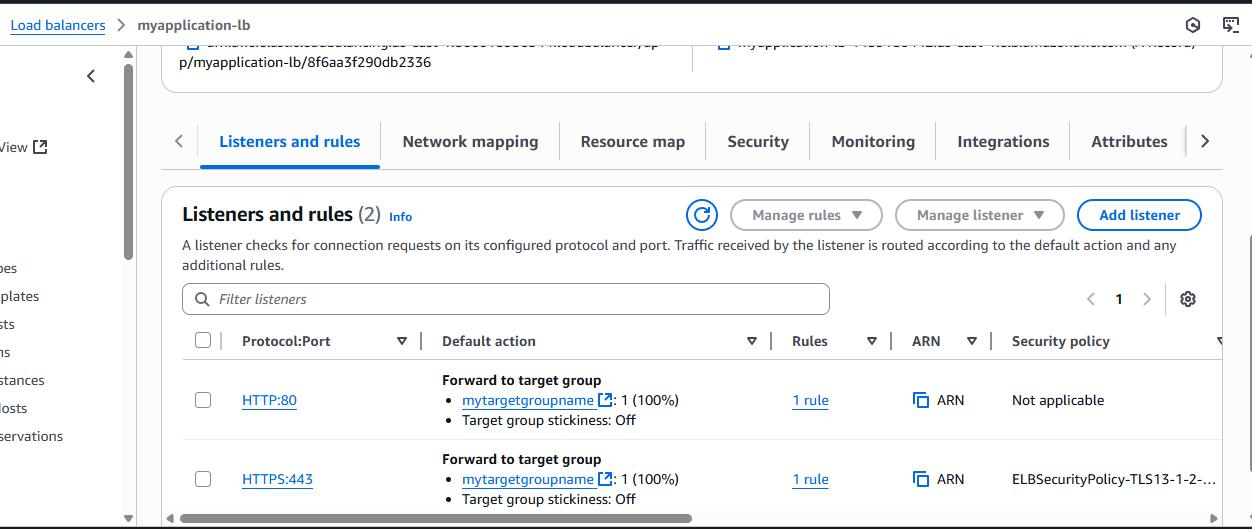 Load balancers > myapplication-lb
p/myapplication-lb/8f6aa3f290db2336
View
Listeners and rules
Network mapping
Resource map
Security
Monitoring
Integrations
Attributes
Listeners and rules (2) Info
Manage rules
Manage listener
Add listener
A listener checks for connection requests on its configured protocol and port. Traffic received by the listener is routed according to the default action and any
additional rules.
Filter listeners
1
pes
plates
sts
ns
stances
Hosts
servations
Protocol:Port
Default action
Rules
ARN
Security policy
HTTP:80
Forward to target group
• mytargetgroupname : 1 (100%)
• Target group stickiness: Off
1 rule
ARN
Not applicable
HTTPS:443
Forward to target group
• mytargetgroupname : 1 (100%)
• Target group stickiness: Off
1 rule
ARN
ELBSecurityPolicy-TLS13-1-2-...